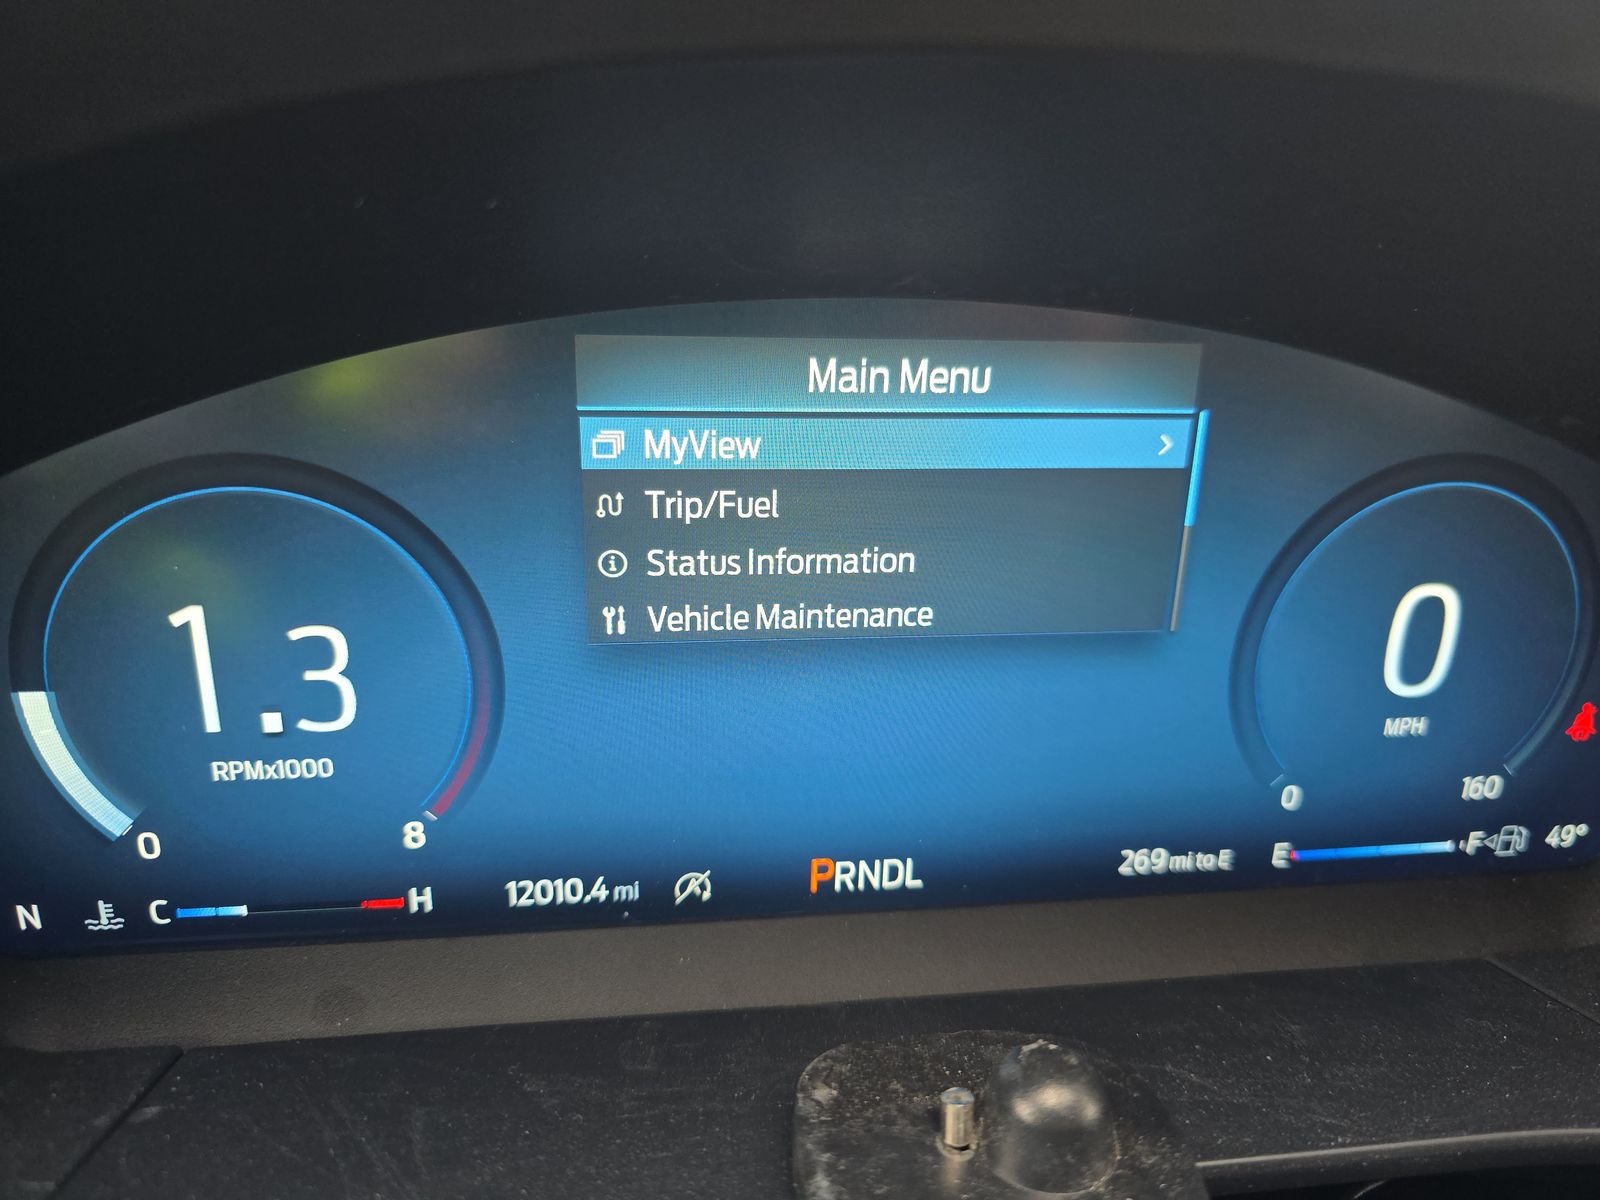 Main Menu
MyView
Trip/Fuel
Status Information
Vehicle Maintenance
1.3
RPMx1000
0
8
0
MPH
0
160
N
C
H
12010.4 mi
PRNDL
269 mi to E
E
F
49°